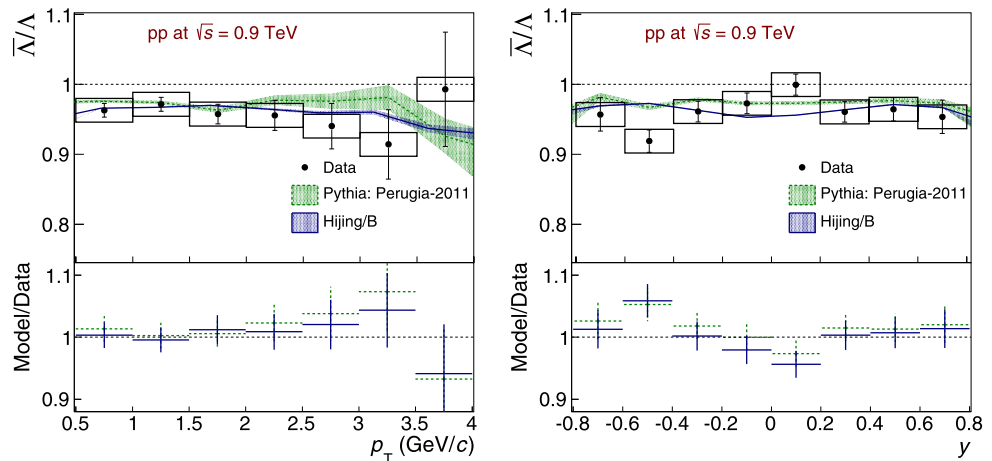 Λ̅/Λ
1.1
1
0.9
0.8
pp at √s = 0.9 TeV
Data
Pythia: Perugia-2011
Hijing/B
Model/Data
1.1
1
0.9
0.5 1 1.5 2 2.5 3 3.5 4
p_T (GeV/c)
Λ̅/Λ
1.1
1
0.9
0.8
pp at √s = 0.9 TeV
Data
Pythia: Perugia-2011
Hijing/B
Model/Data
1.1
1
0.9
-0.8 -0.6 -0.4 -0.2 0 0.2 0.4 0.6 0.8
y